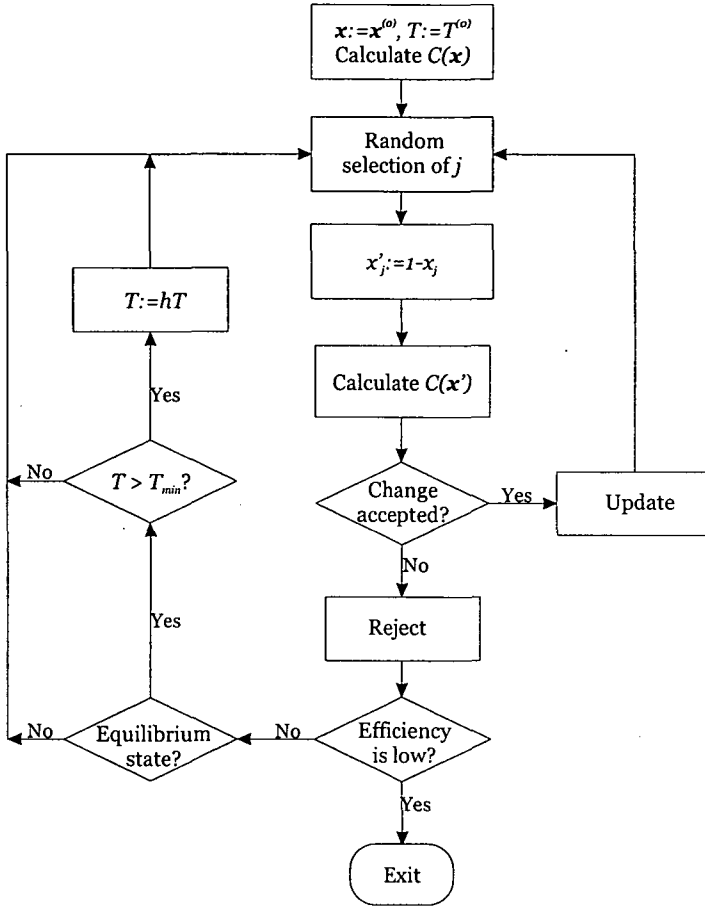 x:=x^(o), T:=T^(o)
Calculate C(x)
Random
selection of j
x'j:=1-xj
T:=hT
Calculate C(x')
Yes
No
T > Tmin?
Change
accepted?
Yes
Update
No
Yes
Reject
No
Equilibrium
state?
No
Efficiency
is low?
Yes
Exit